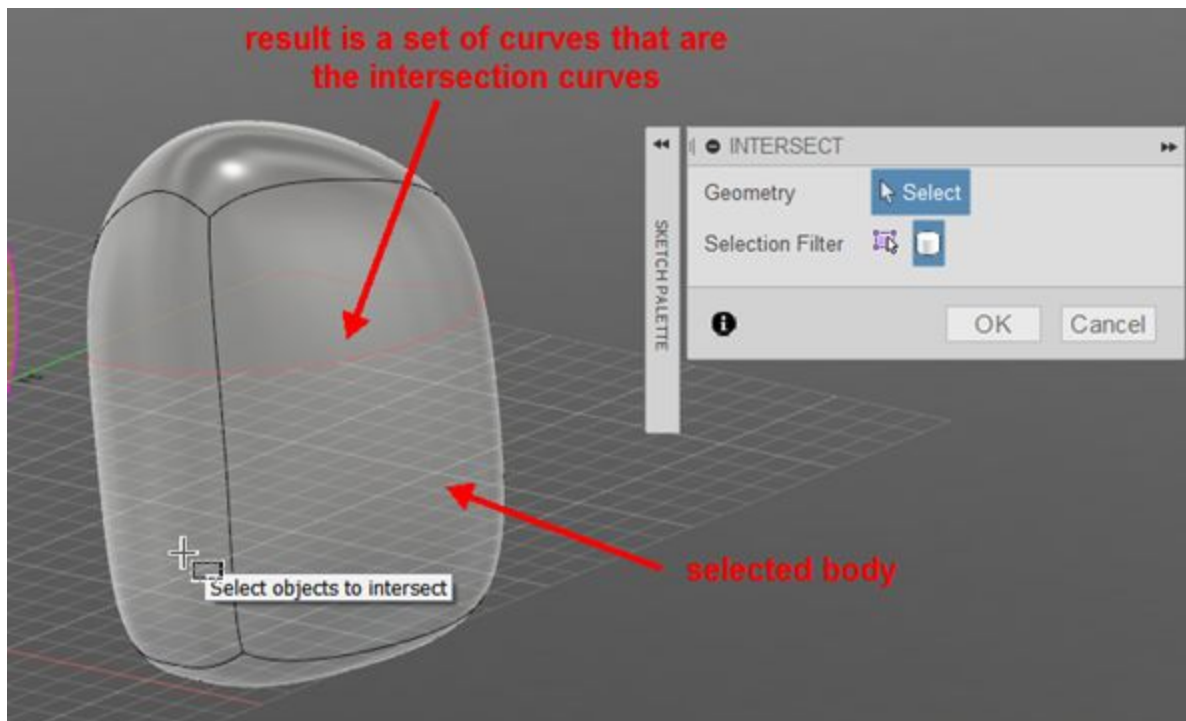 result is a set of curves that are
the intersection curves
INTERSECT
Geometry
Select
Selection Filter
SKETCH PALETTE
OK
Cancel
selected body
Select objects to intersect